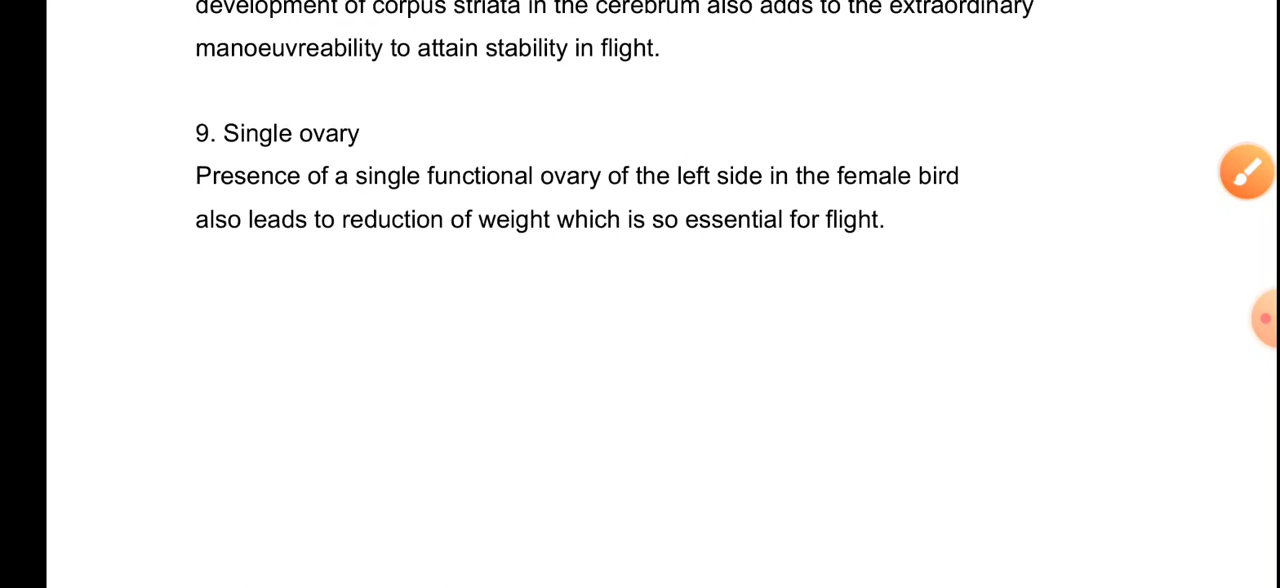 development of corpus striata in the cerebrum also adds to the extraordinary
manoeuvreability to attain stability in flight.
9. Single ovary
Presence of a single functional ovary of the left side in the female bird
also leads to reduction of weight which is so essential for flight.